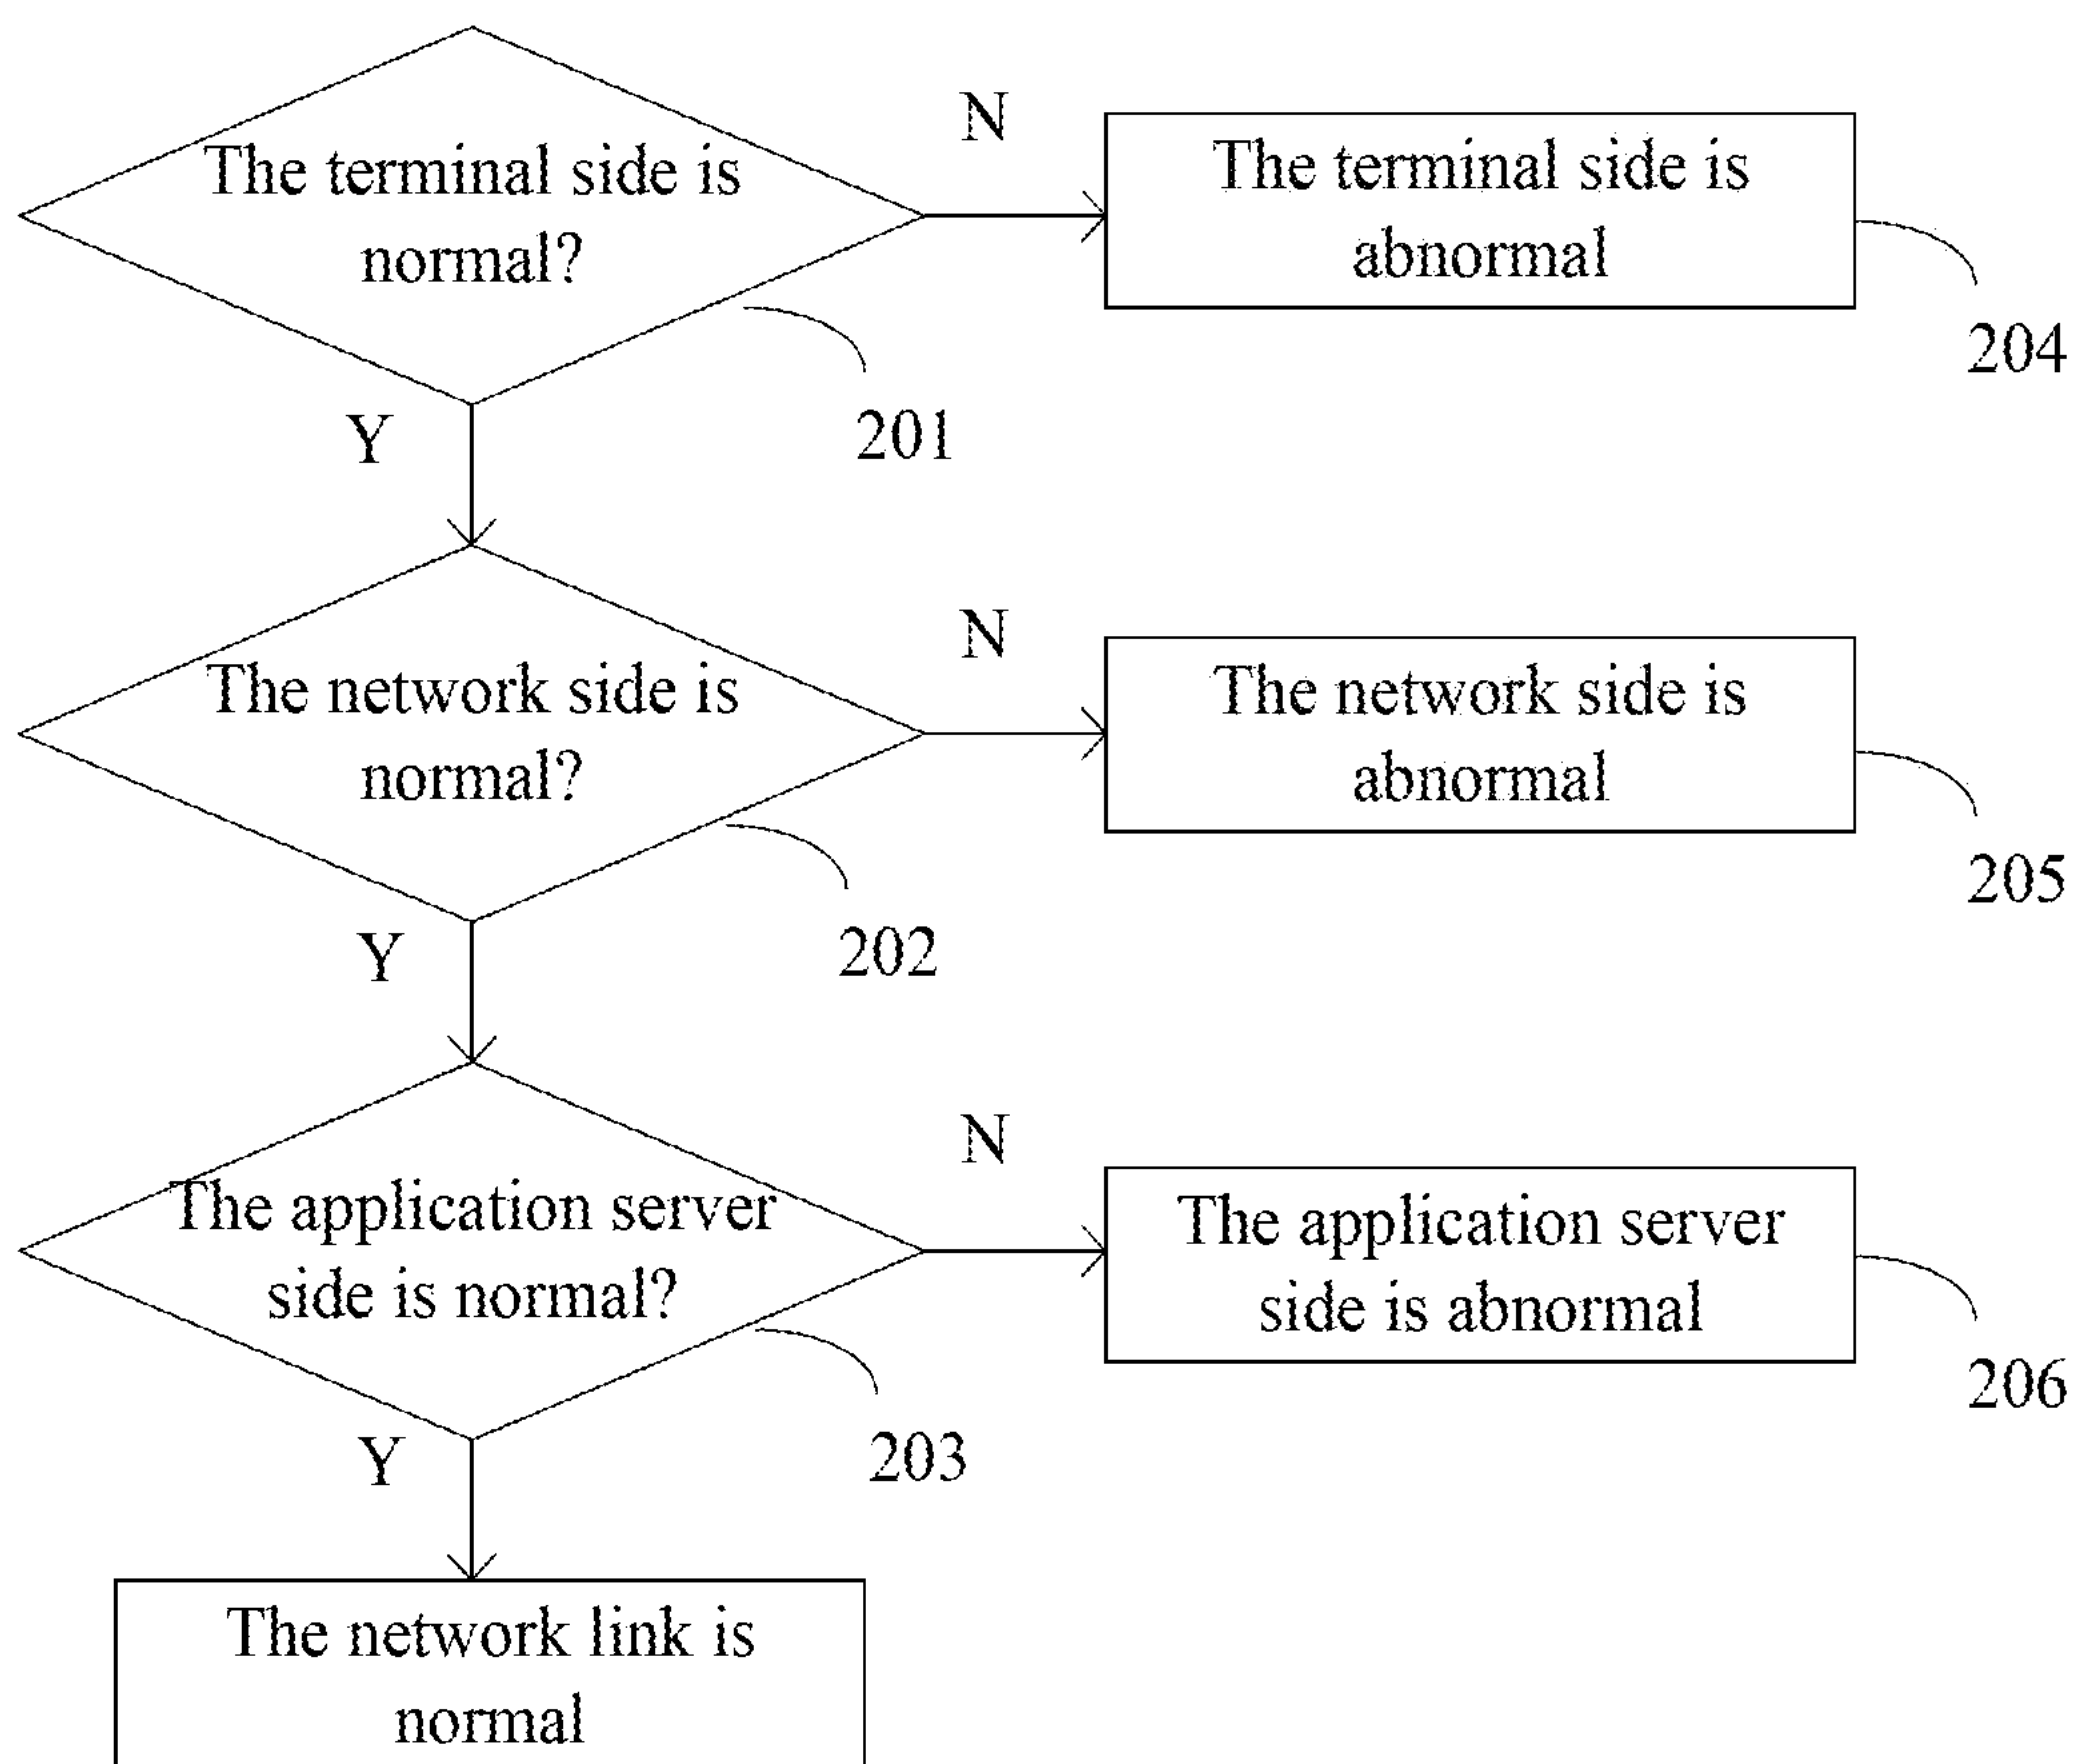 The terminal side is
normal?
N
The terminal side is
abnormal
204
201
Y
The network side is
normal?
N
The network side is
abnormal
205
202
Y
The application server
side is normal?
N
The application server
side is abnormal
206
203
Y
The network link is
normal